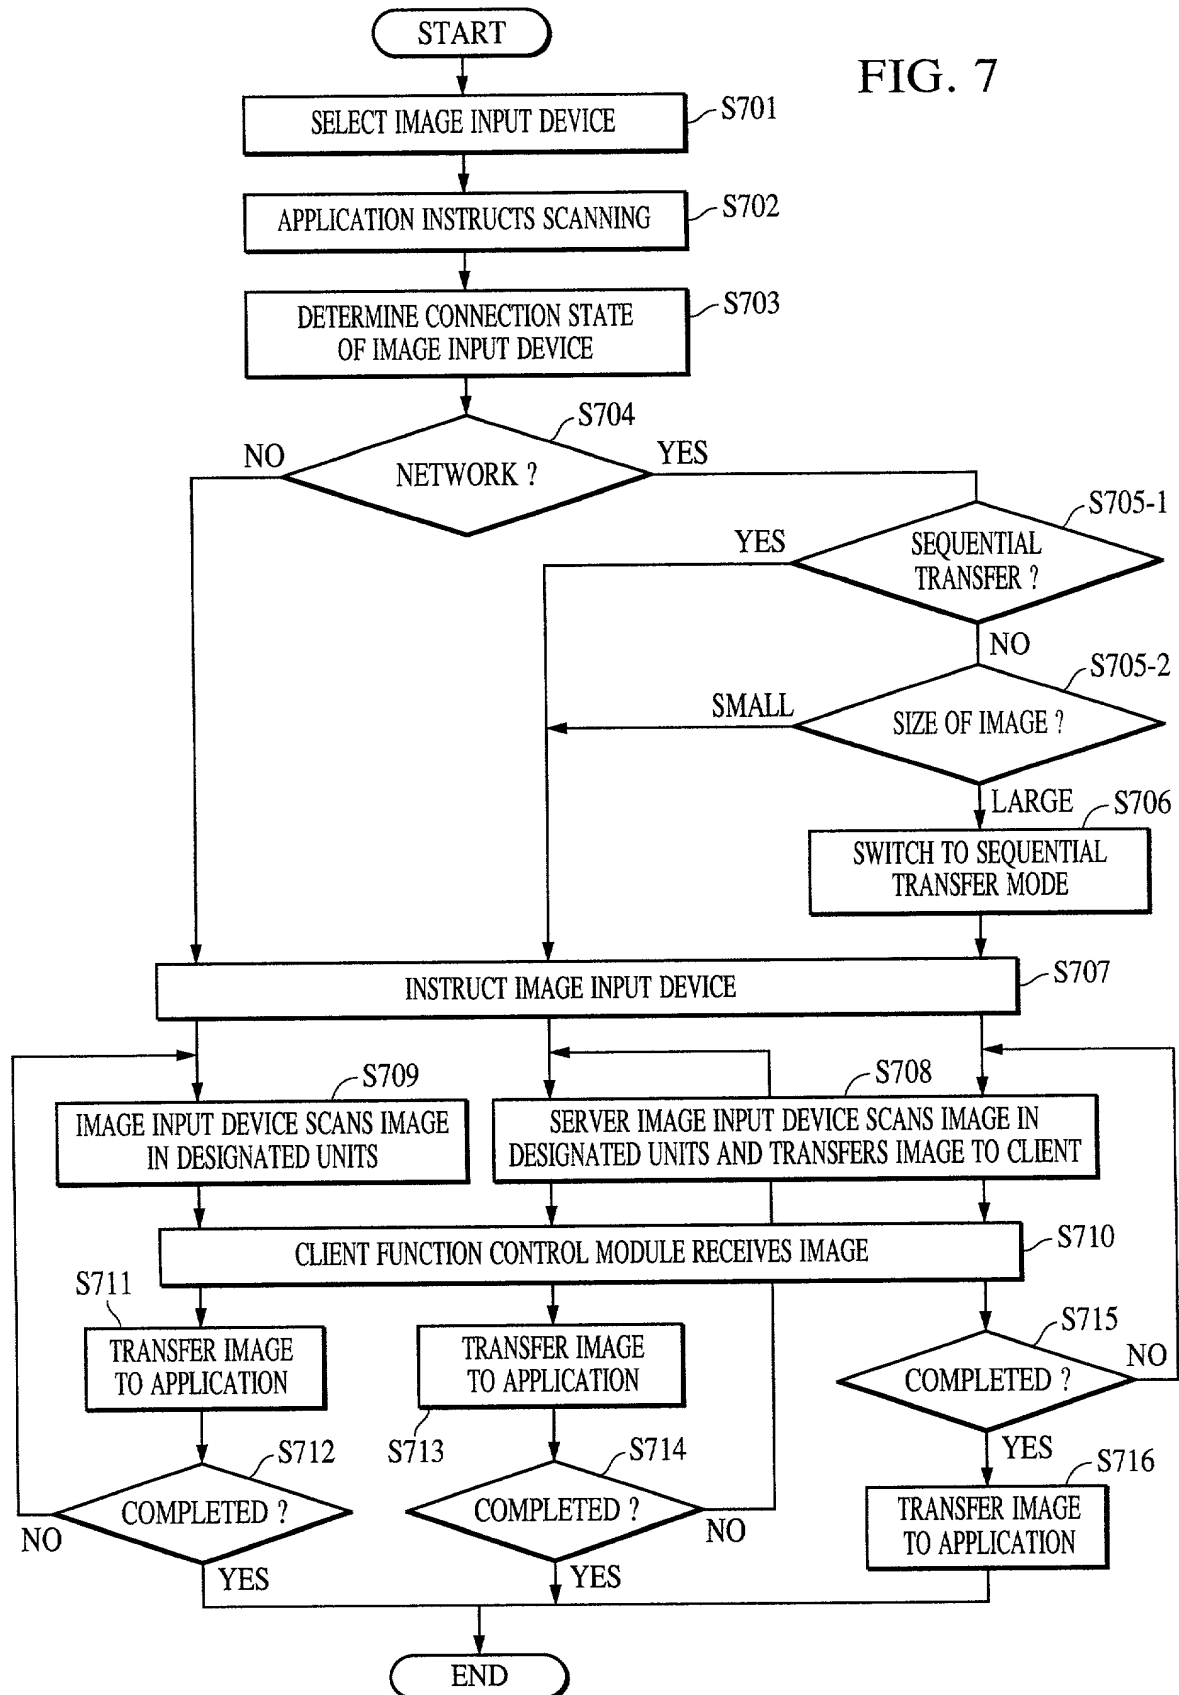 START
FIG. 7
SELECT IMAGE INPUT DEVICE
S701
APPLICATION INSTRUCTS SCANNING
S702
DETERMINE CONNECTION STATE
OF IMAGE INPUT DEVICE
S703
S704
NO
NETWORK ?
YES
S705-1
YES
SEQUENTIAL
TRANSFER ?
NO
S705-2
SMALL
SIZE OF IMAGE ?
LARGE
S706
SWITCH TO SEQUENTIAL
TRANSFER MODE
INSTRUCT IMAGE INPUT DEVICE
S707
S709
IMAGE INPUT DEVICE SCANS IMAGE
IN DESIGNATED UNITS
S708
SERVER IMAGE INPUT DEVICE SCANS IMAGE IN
DESIGNATED UNITS AND TRANSFERS IMAGE TO CLIENT
CLIENT FUNCTION CONTROL MODULE RECEIVES IMAGE
S710
S711
TRANSFER IMAGE
TO APPLICATION
TRANSFER IMAGE
TO APPLICATION
S713
S715
COMPLETED ?
NO
YES
S712
COMPLETED ?
NO
YES
S714
COMPLETED ?
NO
YES
S716
TRANSFER IMAGE
TO APPLICATION
END